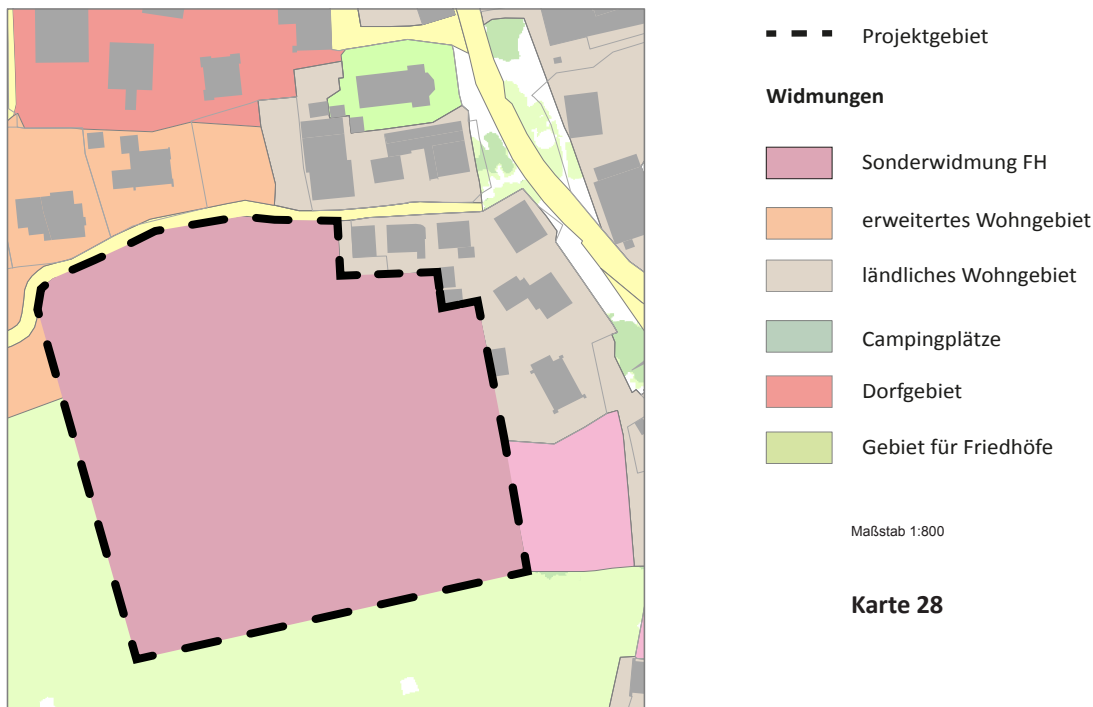 Projektgebiet
Widmungen
Sonderwidmung FH
erweitertes Wohngebiet
ländliches Wohngebiet
Campingplätze
Dorfgebiet
Gebiet für Friedhöfe
Maßstab 1:800
Karte 28